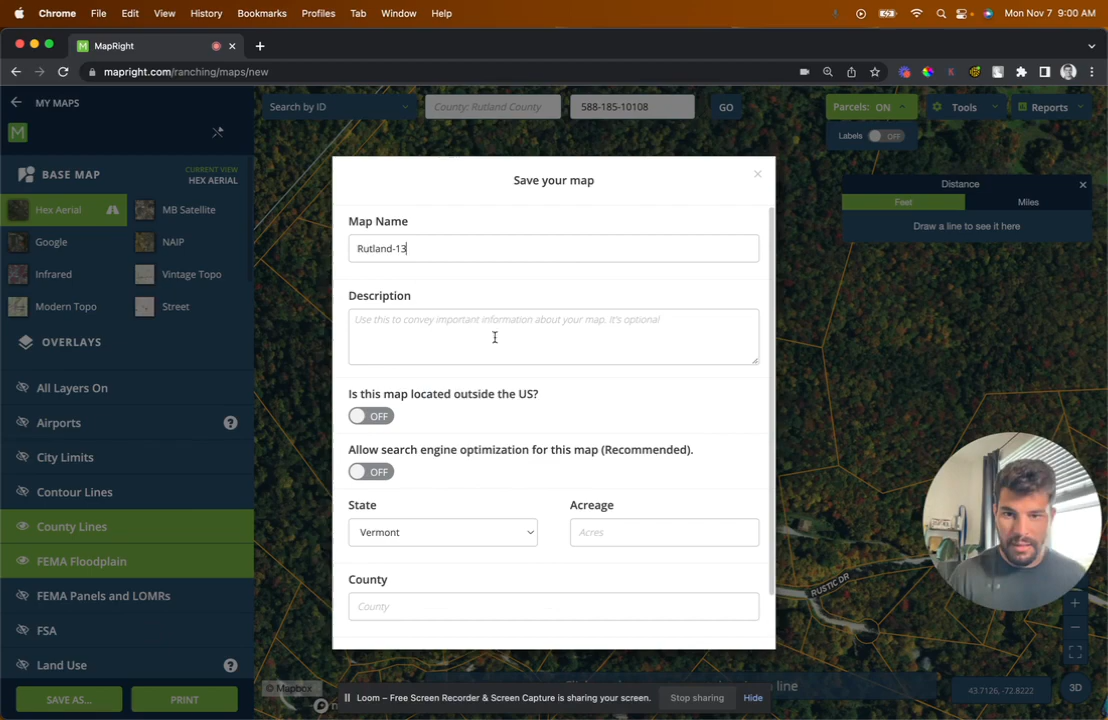 Chrome File Edit View History Bookmarks Profiles Tab Window Help Mon Nov 7 9:00 AM
MapRight
mapright.com/ranching/maps/new
MY MAPS
Search by ID County: Rutland County 588-185-10108 GO Parcels: ON Tools Reports
Labels OFF
BASE MAP CURRENT VIEW
HEX AERIAL
Hex Aerial MB Satellite
Google NAIP
Infrared Vintage Topo
Modern Topo Street
OVERLAYS
All Layers On
Airports
City Limits
Contour Lines
County Lines
FEMA Floodplain
FEMA Panels and LOMRs
FSA
Land Use
SAVE AS... PRINT
Save your map
Map Name
Rutland-13
Description
Use this to convey important information about your map. It's optional
Is this map located outside the US?
OFF
Allow search engine optimization for this map (Recommended).
OFF
State Acreage
Vermont Acres
County
County
Distance
Feet Miles
Draw a line to see it here
RUSTIC DR
line
© Mapbox
Loom – Free Screen Recorder & Screen Capture is sharing your screen. Stop sharing Hide
43.7126, -72.8222 3D